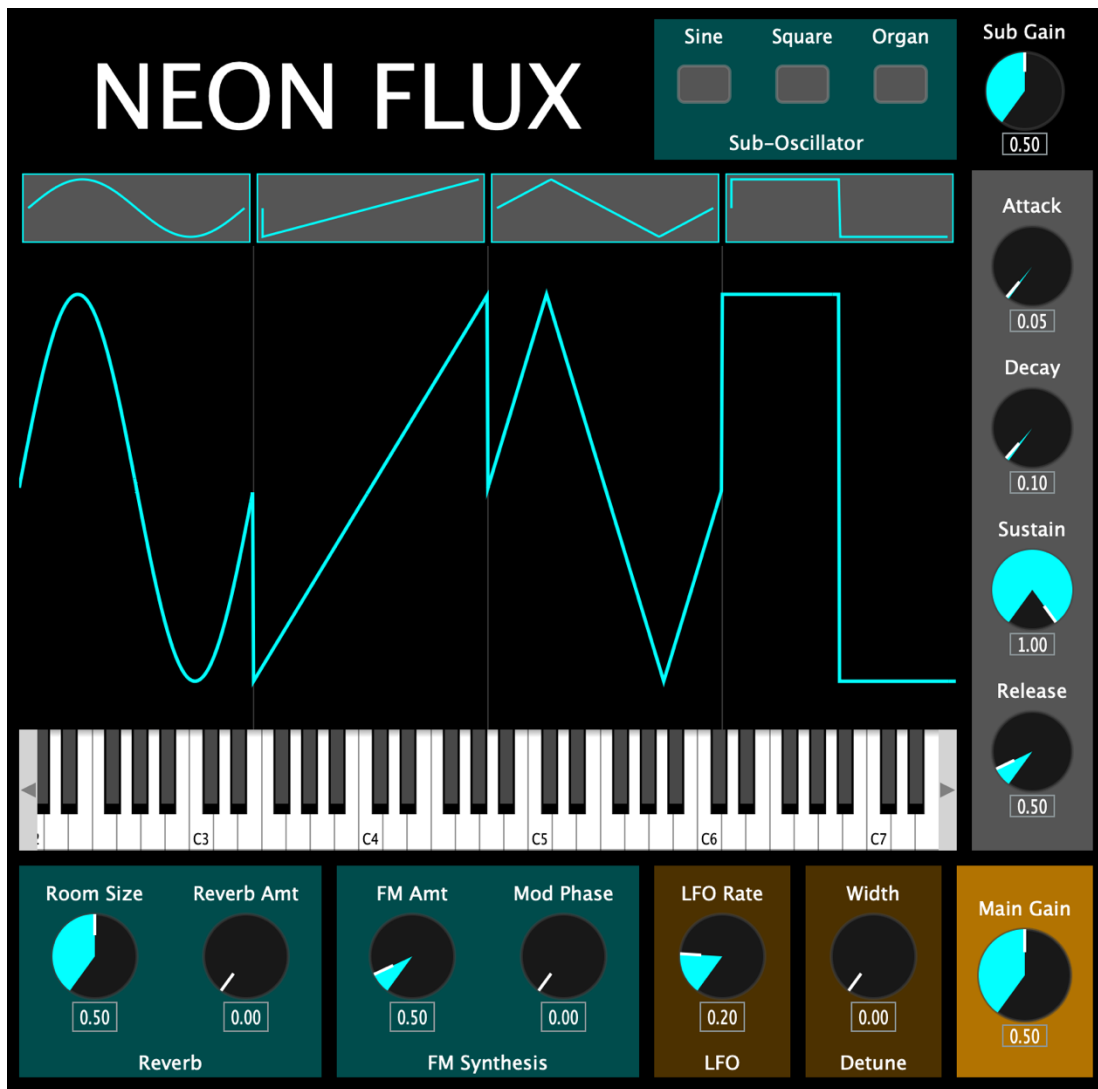 NEON FLUX
Sine Square Organ
Sub-Oscillator
Sub Gain
0.50
Attack
0.05
Decay
0.10
Sustain
1.00
Release
0.50
C3 C4 C5 C6 C7
Room Size Reverb Amt
0.50 0.00
Reverb
FM Amt Mod Phase
0.50 0.00
FM Synthesis
LFO Rate
0.20
LFO
Width
0.00
Detune
Main Gain
0.50